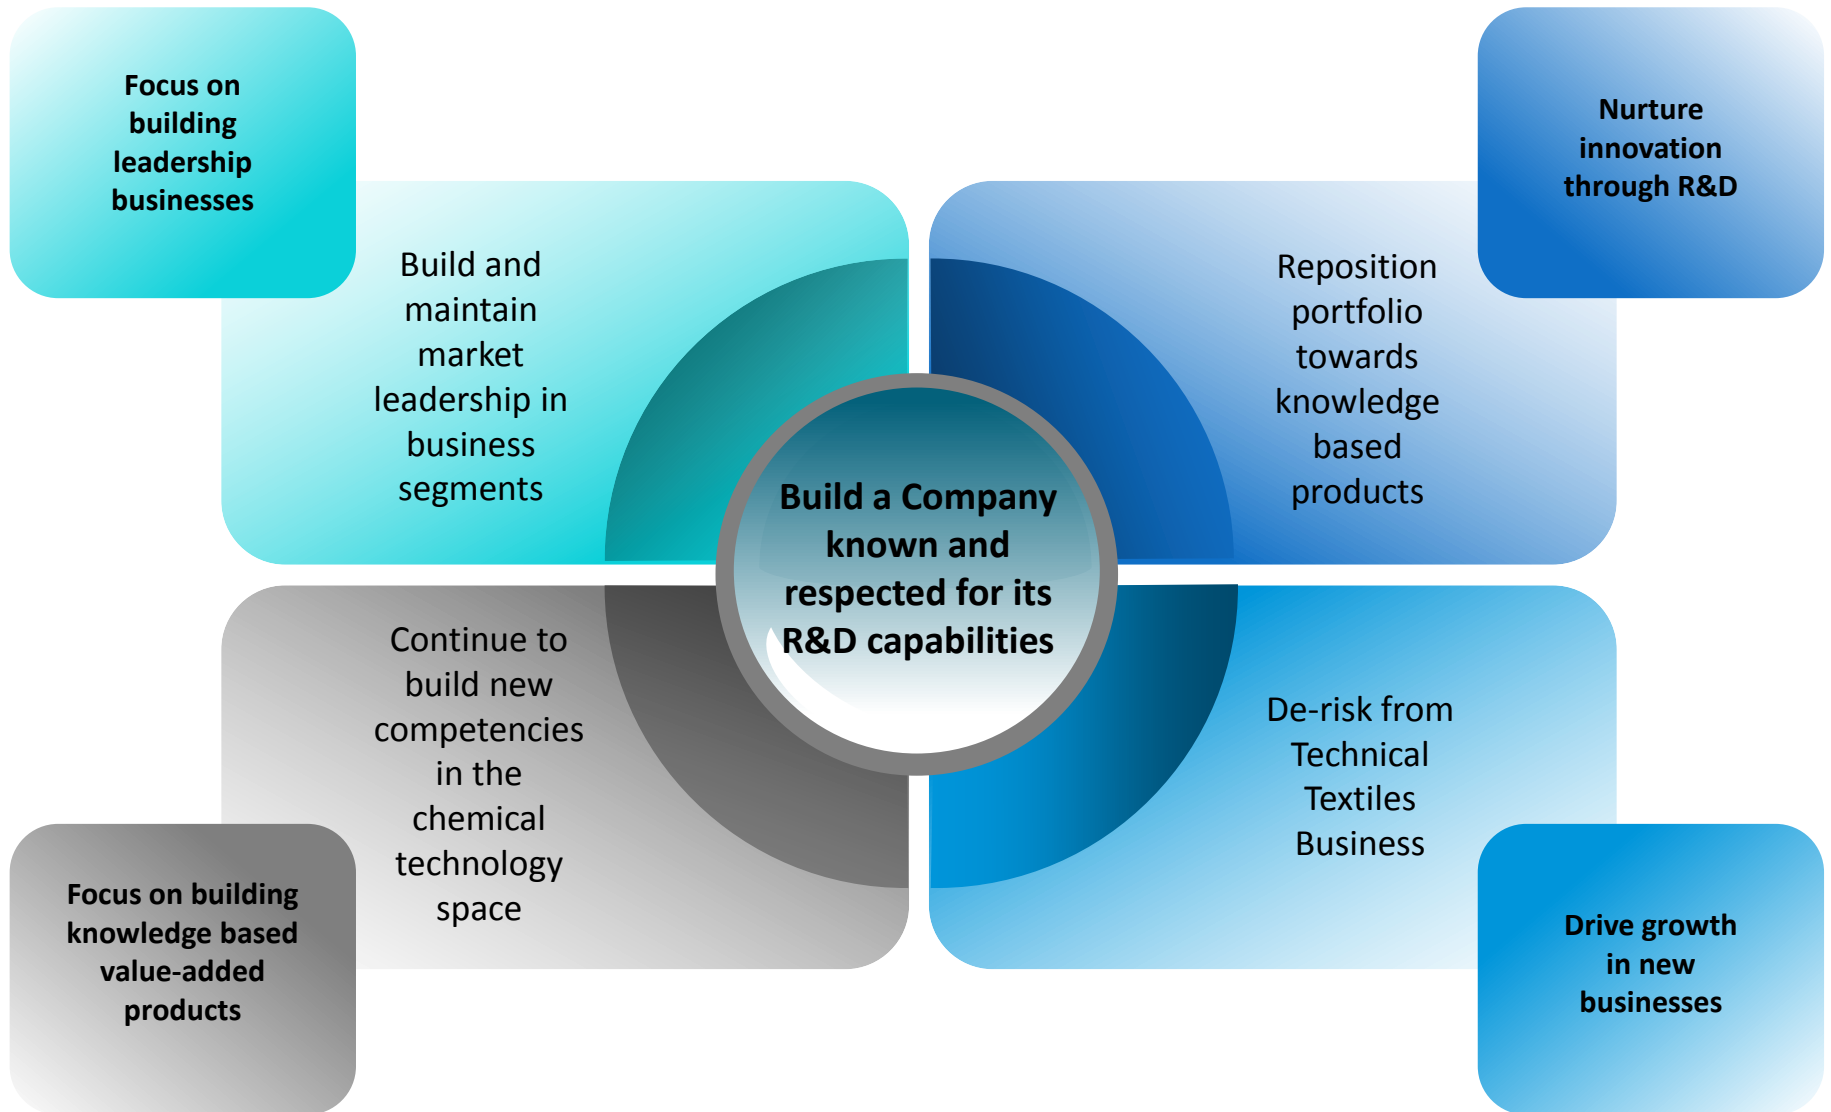 Focus on
building
leadership
businesses
Build and
maintain
market
leadership in
business
segments
Nurture
innovation
through R&D
Reposition
portfolio
towards
knowledge
based
products
Build a Company
known and
respected for its
R&D capabilities
Continue to
build new
competencies
in the
chemical
technology
space
Focus on building
knowledge based
value-added
products
De-risk from
Technical
Textiles
Business
Drive growth
in new
businesses